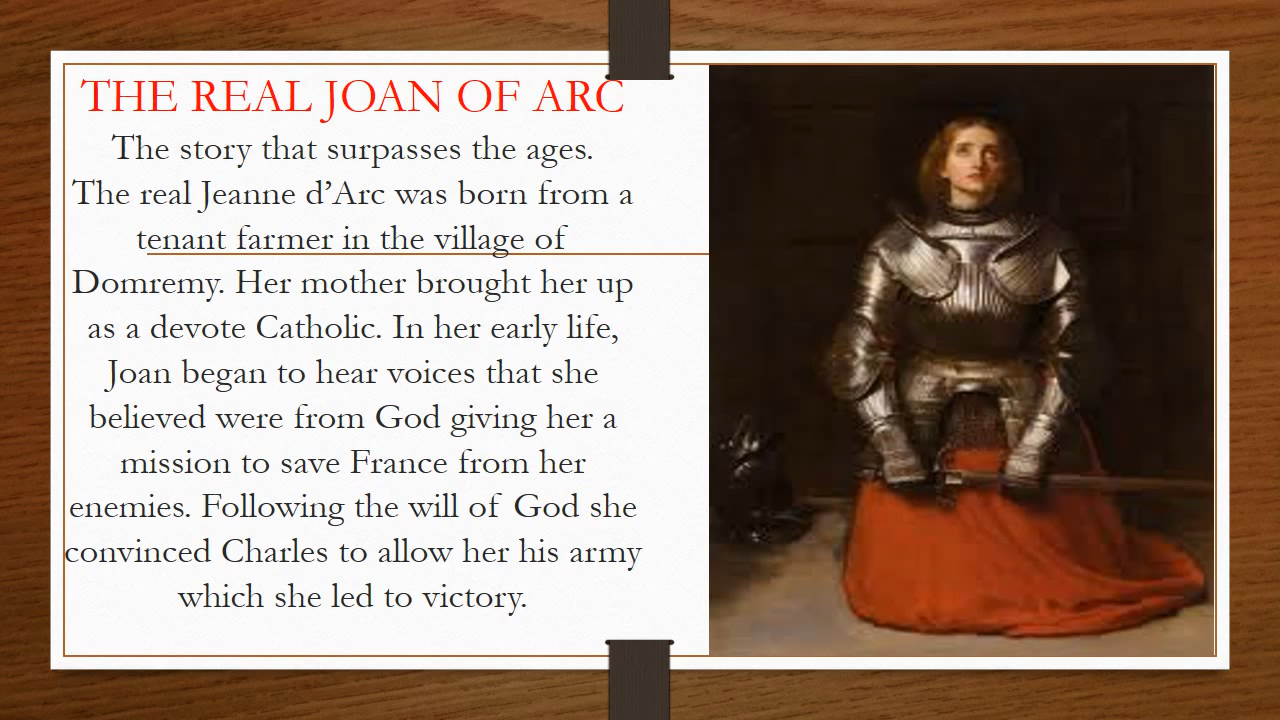 THE REAL JOAN OF ARC
The story that surpasses the ages.
The real Jeanne d’Arc was born from a
tenant farmer in the village of
Domremy. Her mother brought her up
as a devote Catholic. In her early life,
Joan began to hear voices that she
believed were from God giving her a
mission to save France from her
enemies. Following the will of God she
convinced Charles to allow her his army
which she led to victory.